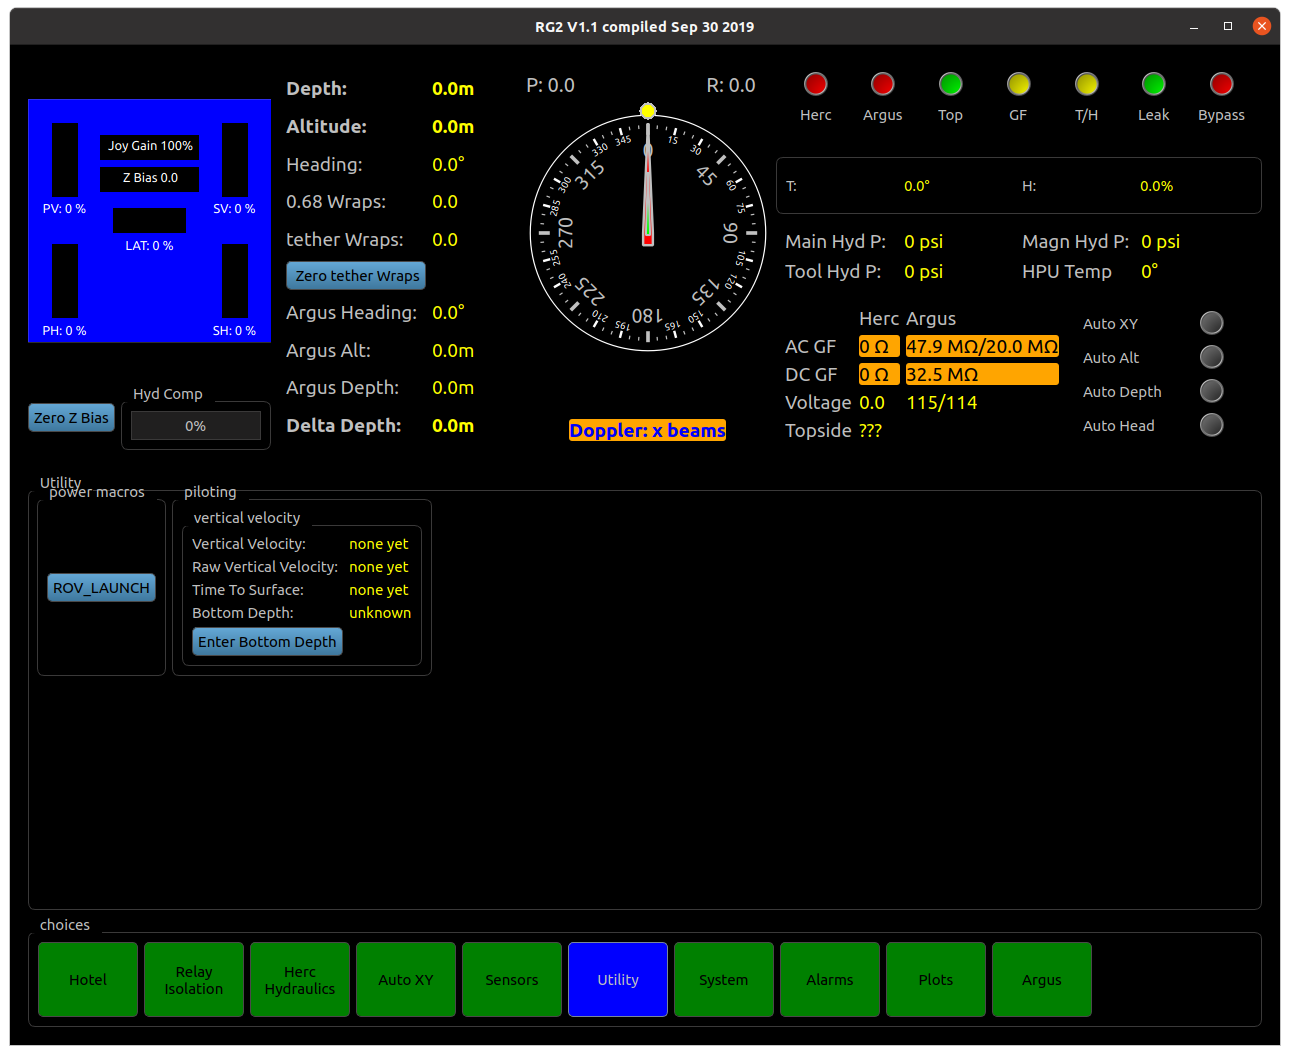 RG2 V1.1 compiled Sep 30 2019
Joy Gain 100%
Z Bias 0.0
PV: 0 %
SV: 0 %
LAT: 0 %
PH: 0 %
SH: 0 %
Zero Z Bias
Hyd Comp
0%
Depth: 0.0m
Altitude: 0.0m
Heading: 0.0°
0.68 Wraps: 0.0
tether Wraps: 0.0
Zero tether Wraps
Argus Heading: 0.0°
Argus Alt: 0.0m
Argus Depth: 0.0m
Delta Depth: 0.0m
P: 0.0 R: 0.0
0
15
30
45
60
75
90
105
120
135
150
165
180
195
210
225
240
255
270
285
300
315
330
345
Doppler: x beams
Herc Argus Top GF T/H Leak Bypass
T: 0.0° H: 0.0%
Main Hyd P: 0 psi Magn Hyd P: 0 psi
Tool Hyd P: 0 psi HPU Temp 0°
Herc Argus
AC GF 0 Ω 47.9 MΩ/20.0 MΩ
DC GF 0 Ω 32.5 MΩ
Voltage 0.0 115/114
Topside ???
Auto XY
Auto Alt
Auto Depth
Auto Head
Utility
power macros
ROV_LAUNCH
piloting
vertical velocity
Vertical Velocity: none yet
Raw Vertical Velocity: none yet
Time To Surface: none yet
Bottom Depth: unknown
Enter Bottom Depth
choices
Hotel
Relay
Isolation
Herc
Hydraulics
Auto XY
Sensors
Utility
System
Alarms
Plots
Argus